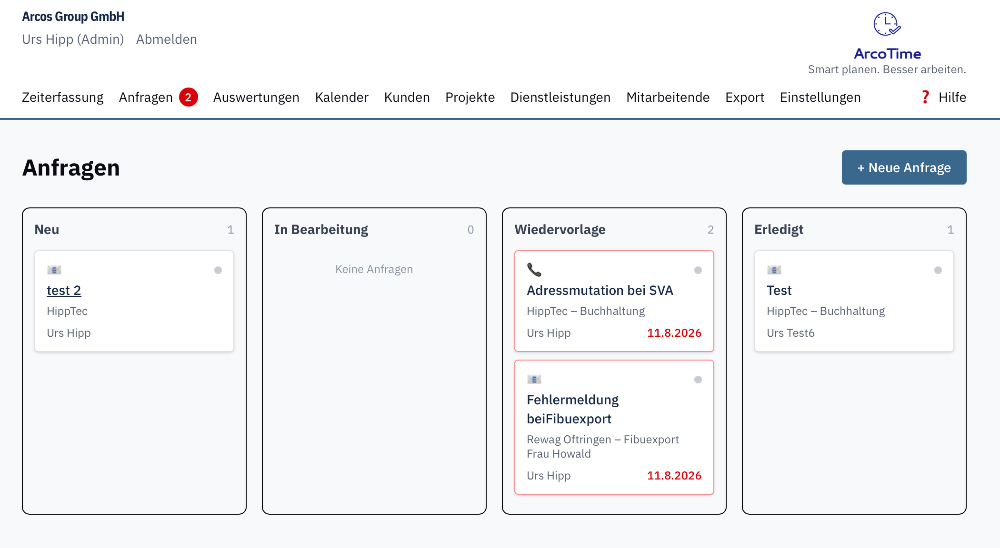 Arcos Group GmbH
Urs Hipp (Admin) Abmelden
ArcoTime
Smart planen. Besser arbeiten.
Zeiterfassung Anfragen 2 Auswertungen Kalender Kunden Projekte Dienstleistungen Mitarbeitende Export Einstellungen ❓ Hilfe
Anfragen
+ Neue Anfrage
Neu 1
test 2
HippTec
Urs Hipp
In Bearbeitung 0
Keine Anfragen
Wiedervorlage 2
Adressmutation bei SVA
HippTec – Buchhaltung
Urs Hipp 11.8.2026
Fehlermeldung
beiFibuexport
Rewag Oftringen – Fibuexport
Frau Howald
Urs Hipp 11.8.2026
Erledigt 1
Test
HippTec – Buchhaltung
Urs Test6